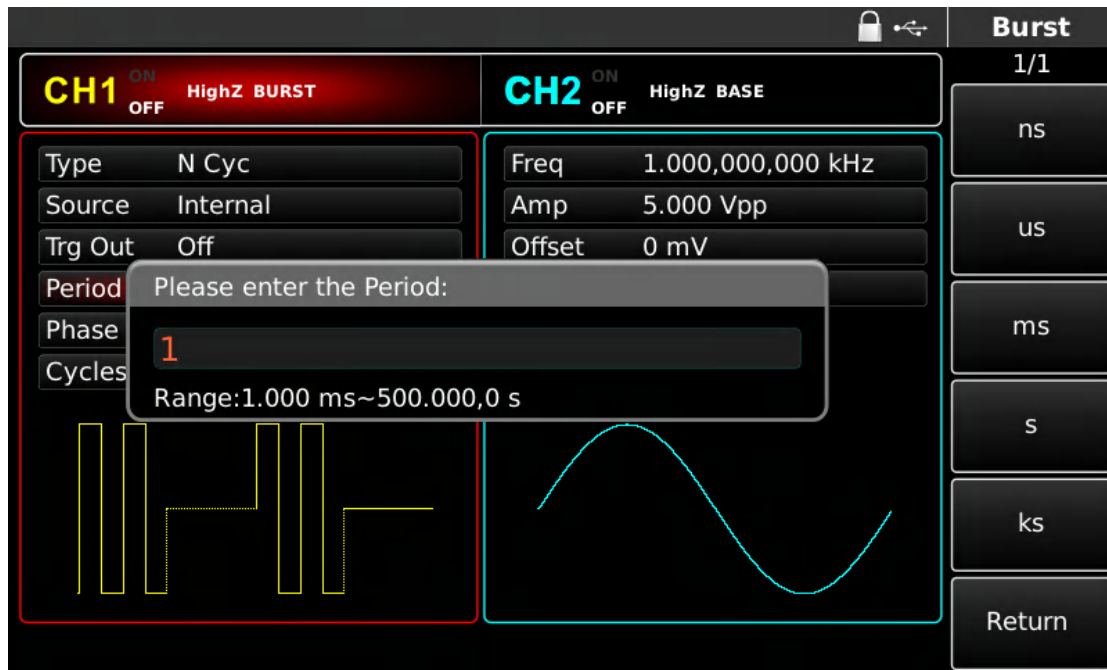 Burst
1/1
CH1 ON OFF HighZ BURST
CH2 ON OFF HighZ BASE
Type N Cyc
Source Internal
Trg Out Off
Period
Phase
Cycles
Freq 1.000,000,000 kHz
Amp 5.000 Vpp
Offset 0 mV
Please enter the Period:
1
Range:1.000 ms~500.000,0 s
ns
us
ms
s
ks
Return